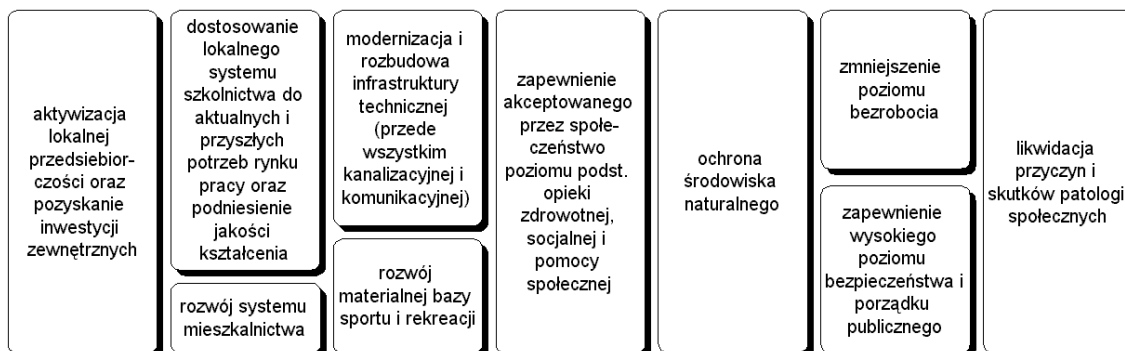 aktywizacja
lokalnej
przedsiebior-
czości oraz
pozyskanie
inwestycji
zewnętrznych
dostosowanie
lokalnego
systemu
szkolnictwa do
aktualnych i
przyszłych
potrzeb rynku
pracy oraz
podniesienie
jakości
kształcenia
rozwój systemu
mieszkalnictwa
modernizacja i
rozbudowa
infrastruktury
technicznej
(przede
wszystkim
kanalizacyjnej i
komunikacyjnej)
rozwój
materialnej bazy
sportu i rekreacji
zapewnienie
akceptowanego
przez społe-
czeństwo
poziomu podst.
opieki
zdrowotnej,
socjalnej i
pomocy
społecznej
ochrona
środowiska
naturalnego
zmniejszenie
poziomu
bezrobocia
zapewnienie
wysokiego
poziomu
bezpieczeństwa i
porządku
publicznego
likwidacja
przyczyn i
skutków patologi
społecznych